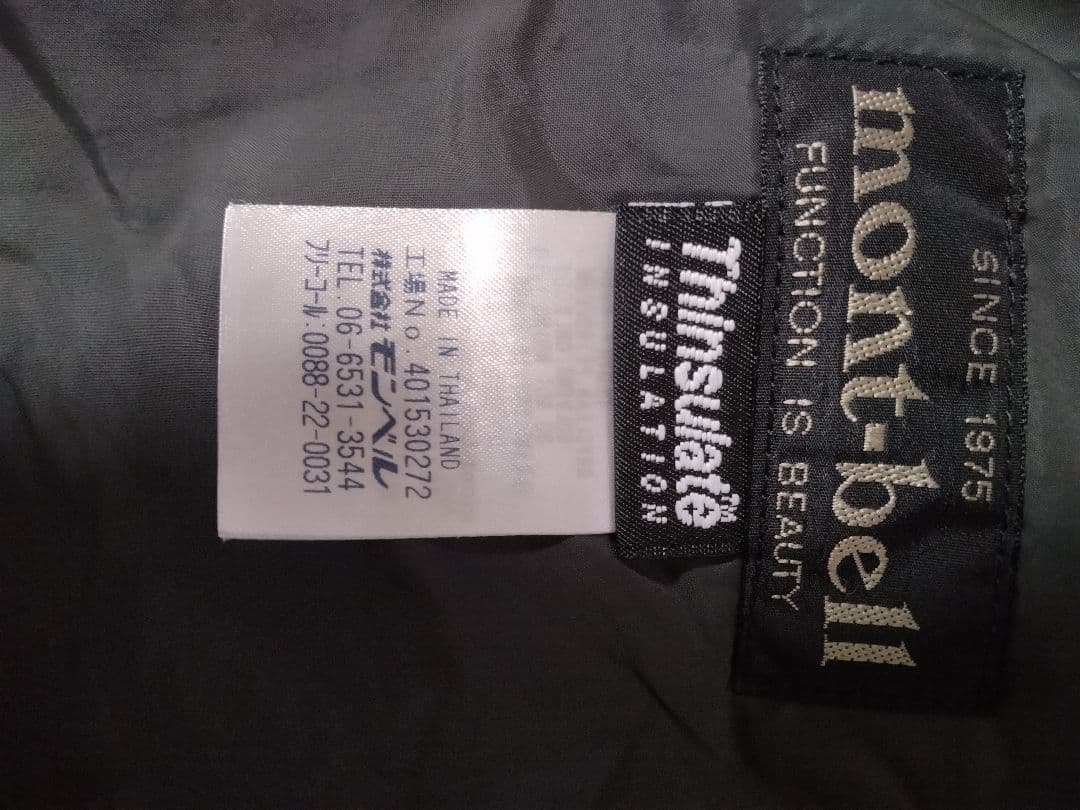 SINCE 1975
mont-bell
FUNCTION IS BEAUTY
Thinsulate™
INSULATION
MADE IN THAILAND
工場No.401530272
株式会社モンベル
TEL.06-6531-3544
フリーコール:0088-22-0031